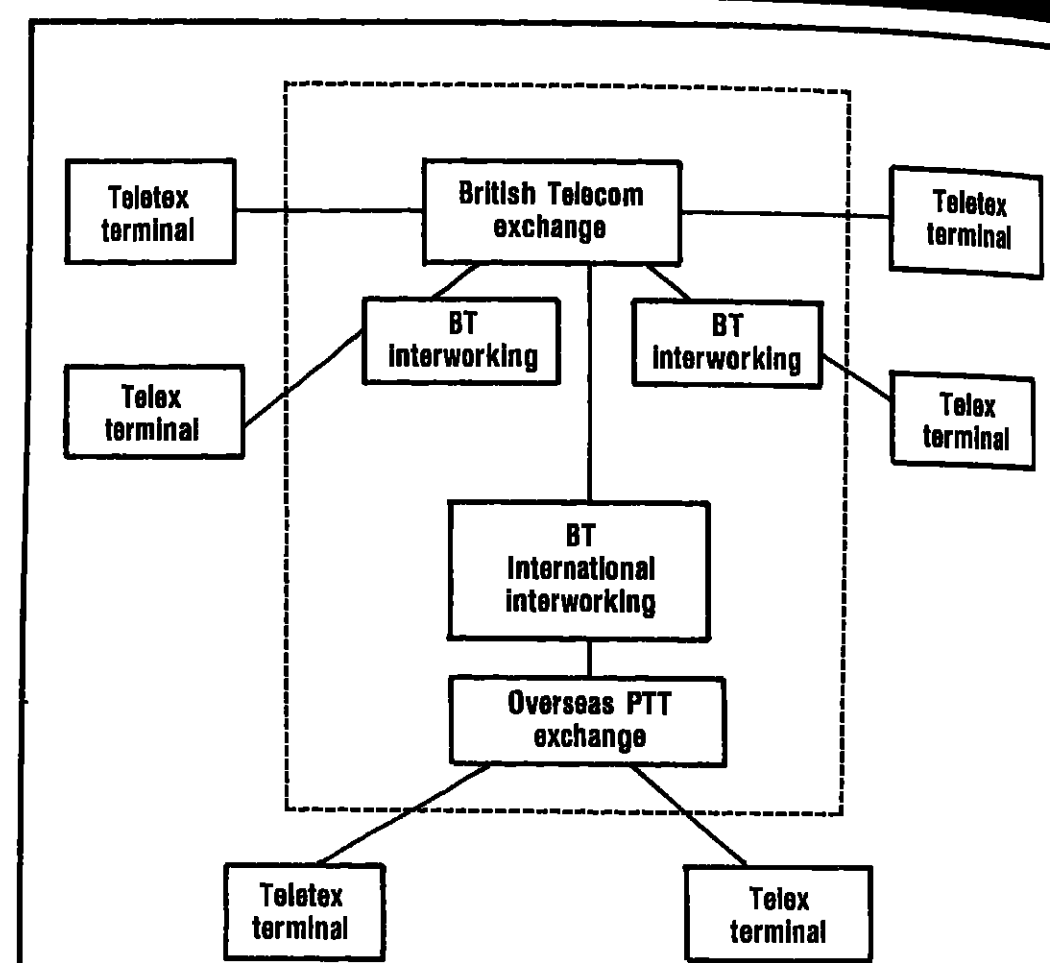 Teletex
terminal
British Telecom
exchange
Teletex
terminal
BT
interworking
BT
interworking
Telex
terminal
Telex
terminal
BT
International
interworking
Overseas PTT
exchange
Teletex
terminal
Telex
terminal